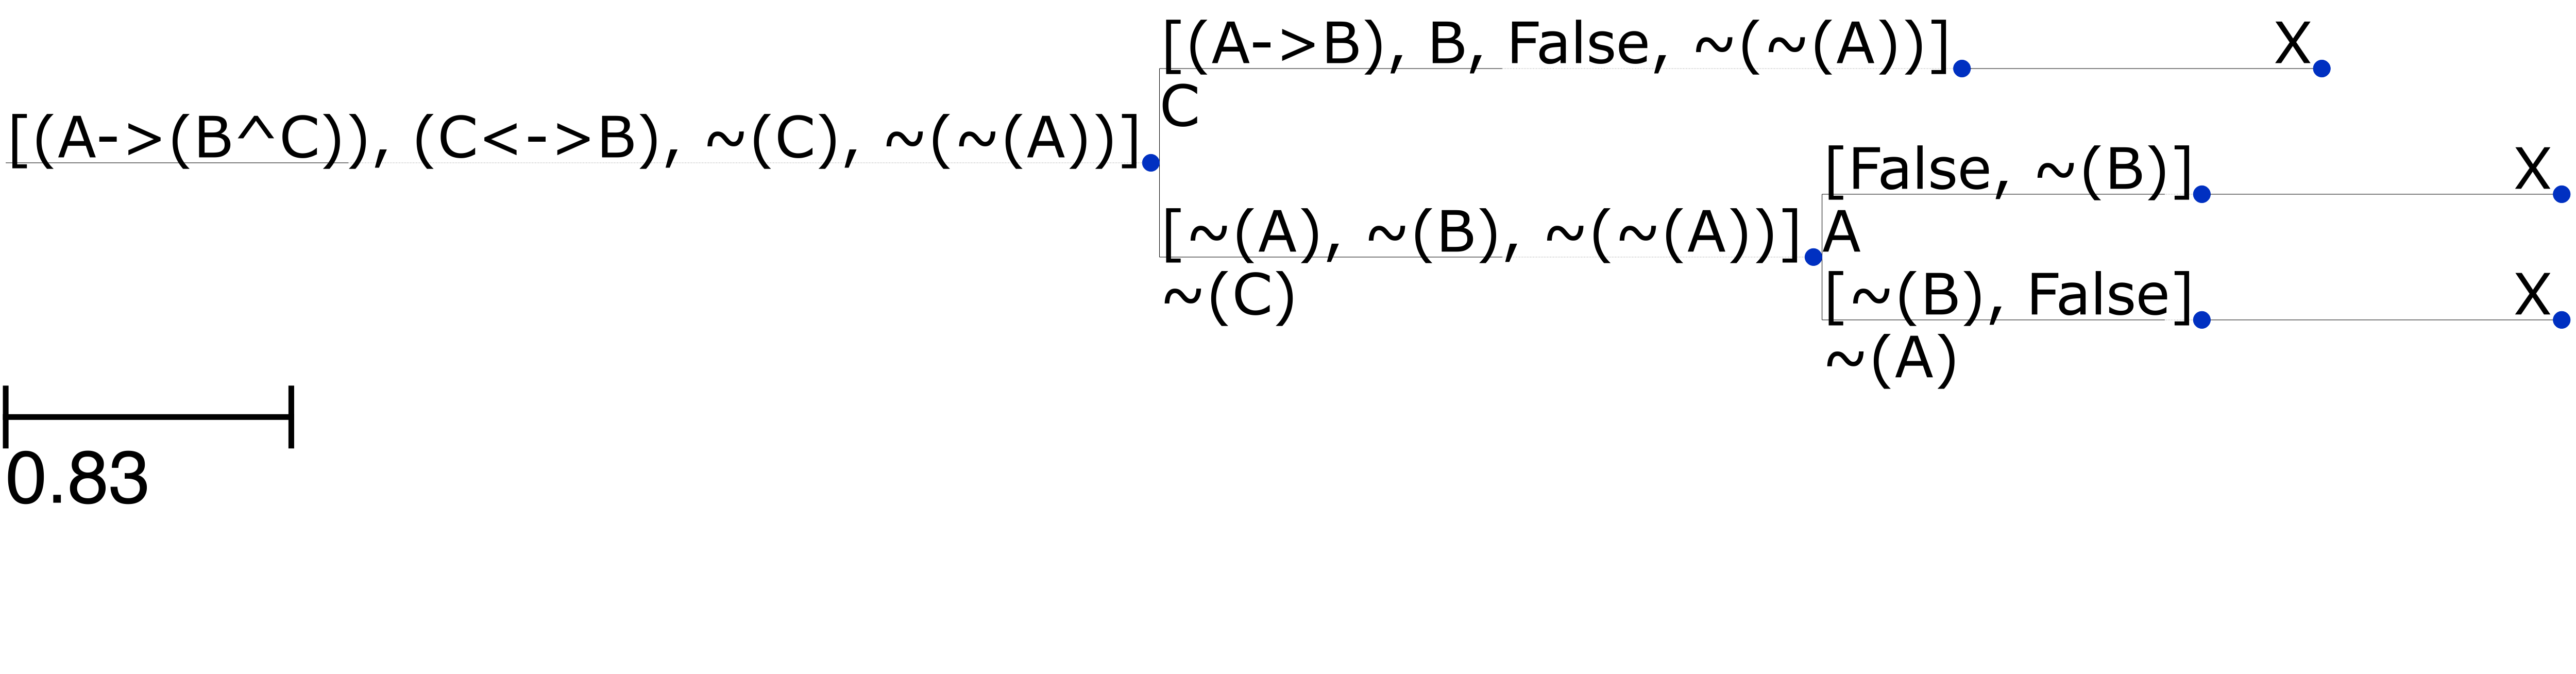 [(A->B), B, False, ~(~(A))]
X
C
[(A->(B^C)), (C<->B), ~(C), ~(~(A))]
[False, ~(B)]
X
[~(A), ~(B), ~(~(A))]
A
~(C)
[~(B), False]
X
~(A)
0.83